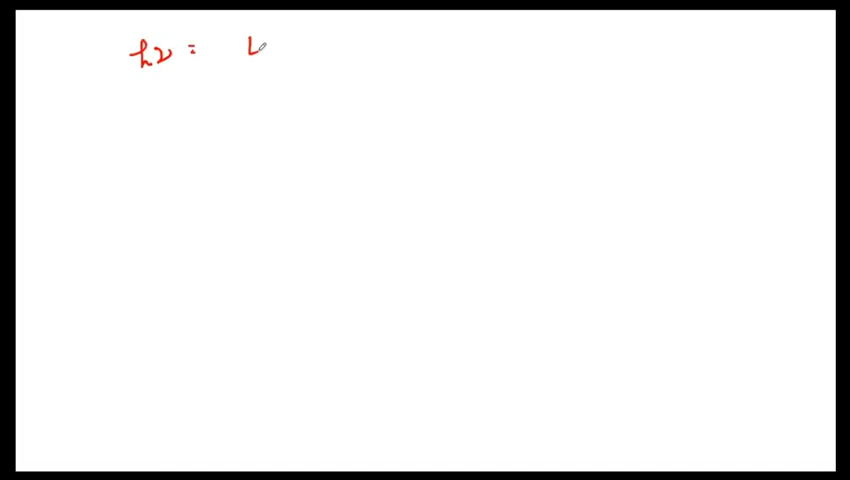 hν =